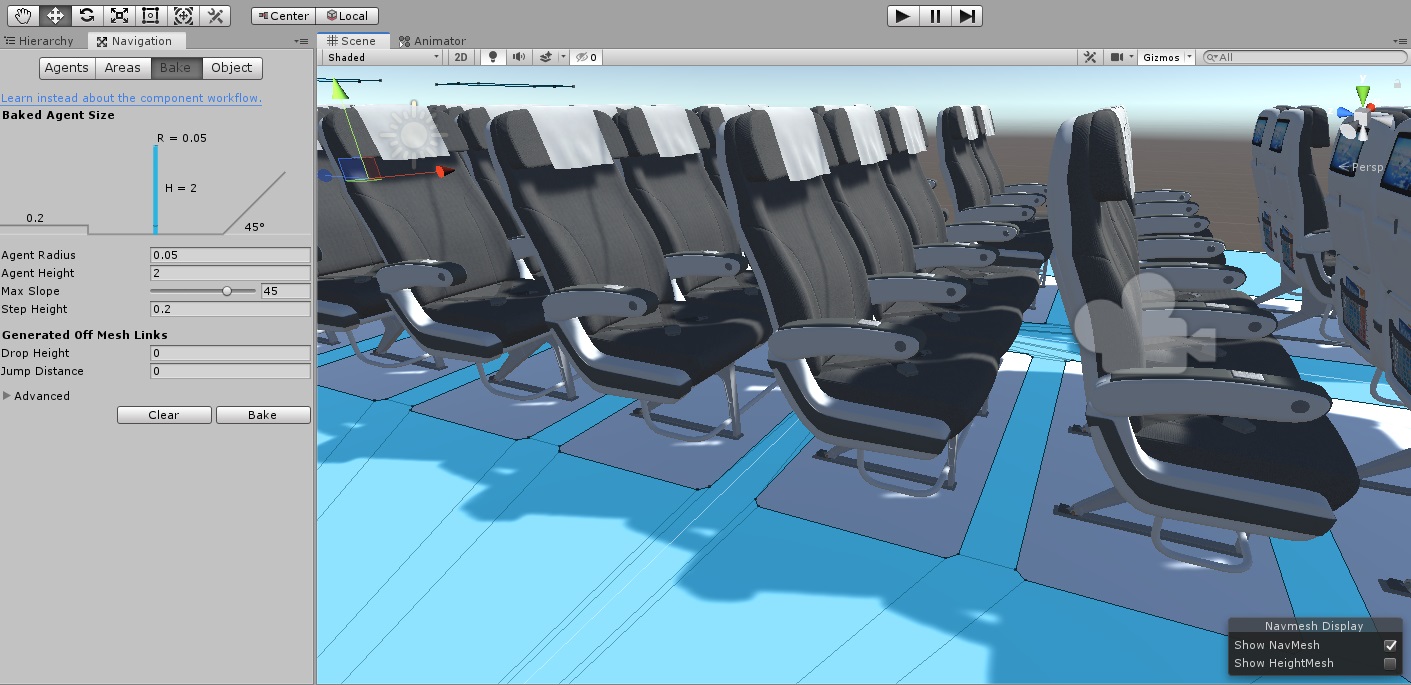 Center Local
Hierarchy Navigation Scene Animator
Shaded 2D 0 Gizmos All
Agents Areas Bake Object
Learn instead about the component workflow.
Baked Agent Size
R = 0.05
H = 2
0.2
45°
Agent Radius 0.05
Agent Height 2
Max Slope 45
Step Height 0.2
Generated Off Mesh Links
Drop Height 0
Jump Distance 0
Advanced
Clear Bake
y
Persp
Navmesh Display
Show NavMesh
Show HeightMesh